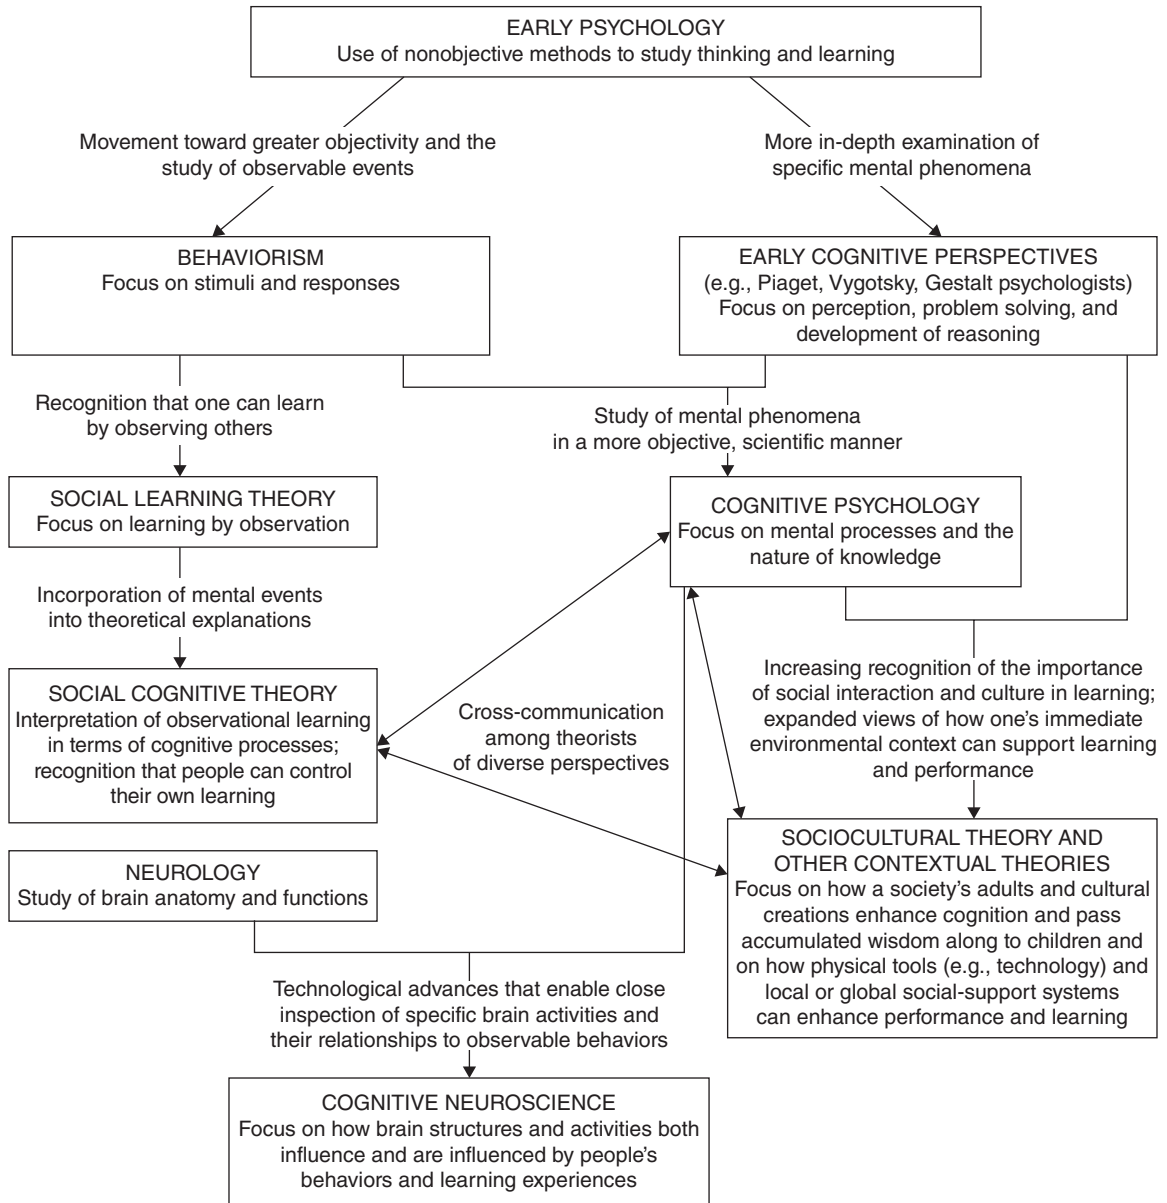 EARLY PSYCHOLOGY
Use of nonobjective methods to study thinking and learning
Movement toward greater objectivity and the
study of observable events
More in-depth examination of
specific mental phenomena
BEHAVIORISM
Focus on stimuli and responses
EARLY COGNITIVE PERSPECTIVES
(e.g., Piaget, Vygotsky, Gestalt psychologists)
Focus on perception, problem solving, and
development of reasoning
Recognition that one can learn
by observing others
Study of mental phenomena
in a more objective, scientific manner
SOCIAL LEARNING THEORY
Focus on learning by observation
COGNITIVE PSYCHOLOGY
Focus on mental processes and the
nature of knowledge
Incorporation of mental events
into theoretical explanations
SOCIAL COGNITIVE THEORY
Interpretation of observational learning
in terms of cognitive processes;
recognition that people can control
their own learning
Cross-communication
among theorists
of diverse perspectives
Increasing recognition of the importance
of social interaction and culture in learning;
expanded views of how one’s immediate
environmental context can support learning
and performance
NEUROLOGY
Study of brain anatomy and functions
SOCIOCULTURAL THEORY AND
OTHER CONTEXTUAL THEORIES
Focus on how a society’s adults and cultural
creations enhance cognition and pass
accumulated wisdom along to children and
on how physical tools (e.g., technology) and
local or global social-support systems
can enhance performance and learning
Technological advances that enable close
inspection of specific brain activities and
their relationships to observable behaviors
COGNITIVE NEUROSCIENCE
Focus on how brain structures and activities both
influence and are influenced by people’s
behaviors and learning experiences